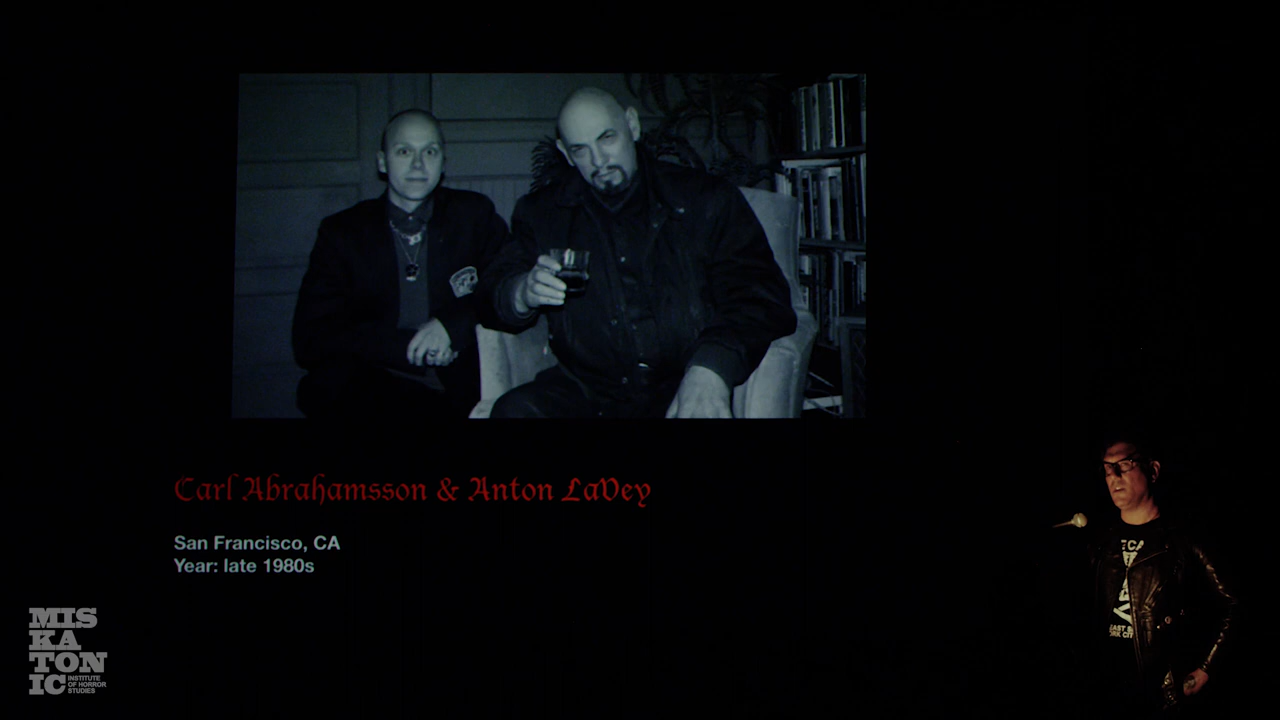 Carl Abrahamsson & Anton LaVey
San Francisco, CA
Year: late 1980s
MIS
KA
TON
IC
INSTITUTE
OF HORROR
STUDIES